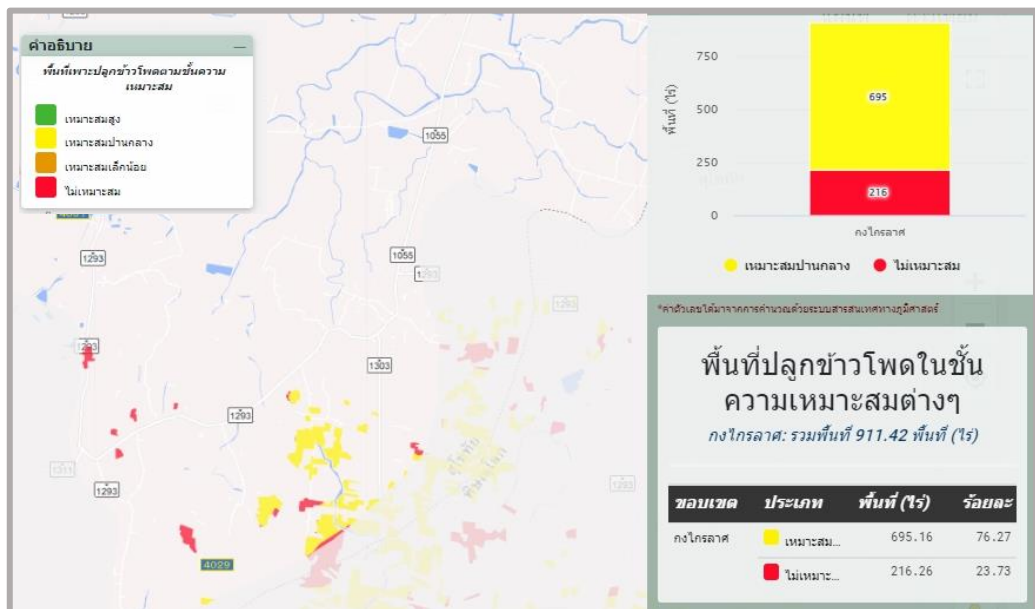 คำอธิบาย
พื้นที่เพาะปลูกข้าวโพดตามชั้นความ
เหมาะสม
เหมาะสมสูง
เหมาะสมปานกลาง
เหมาะสมเล็กน้อย
ไม่เหมาะสม
1055
1293
1055
1293
1293
1293
1303
1293
1311
1293
1293
4029
สุโขทัย
พิษณุโลก
พื้นที่ (ไร่)
750
500
250
0
695
216
กงไกรลาศ
เหมาะสมปานกลาง
ไม่เหมาะสม
*ค่าตัวเลขได้มาจากการคำนวณด้วยระบบสารสนเทศทางภูมิศาสตร์
พื้นที่ปลูกข้าวโพดในชั้น
ความเหมาะสมต่างๆ
กงไกรลาศ: รวมพื้นที่ 911.42 พื้นที่ (ไร่)
ขอบเขต ประเภท พื้นที่ (ไร่) ร้อยละ
กงไกรลาศ เหมาะสม... 695.16 76.27
ไม่เหมาะ... 216.26 23.73